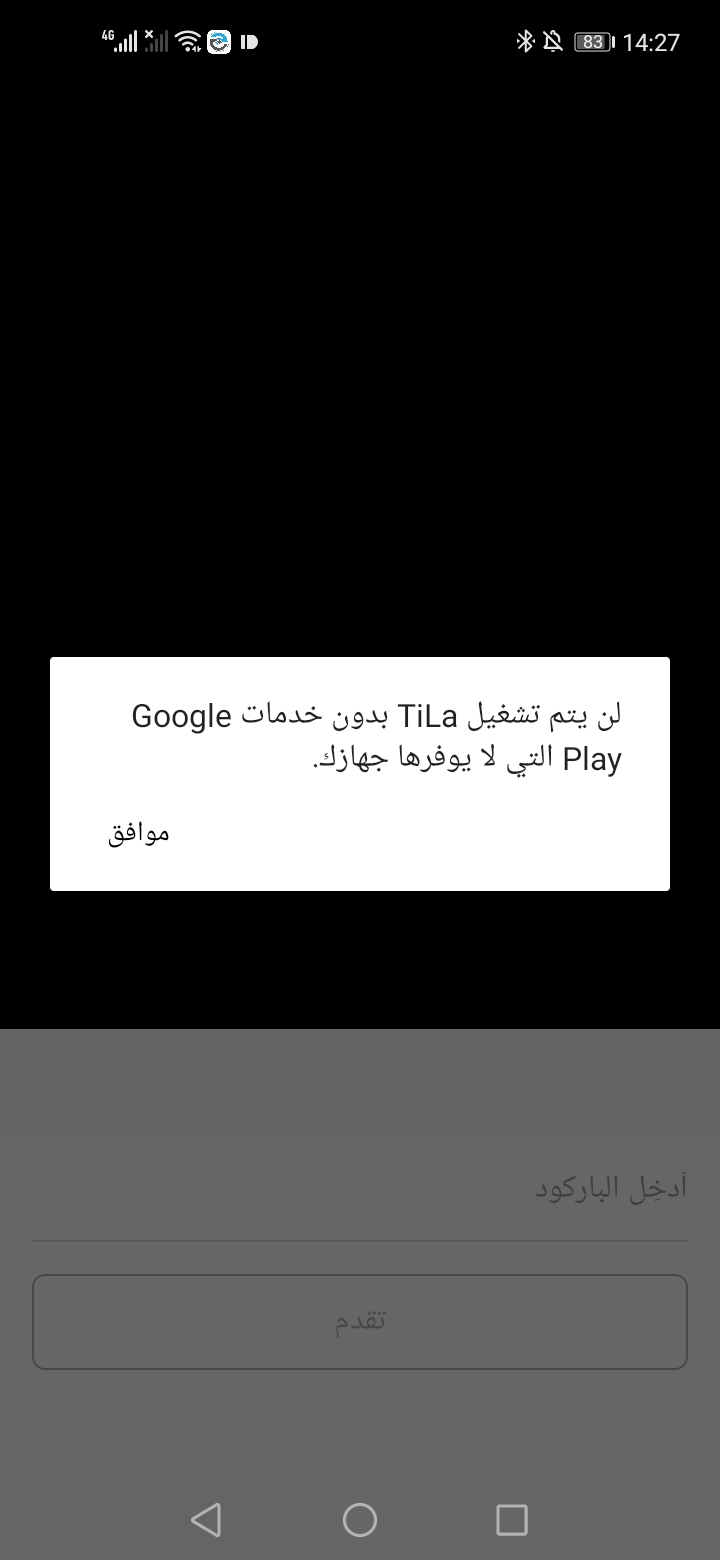 4G 83 14:27
لن يتم تشغيل TiLa بدون خدمات Google
Play التي لا يوفرها جهازك.
موافق
أدخِل الباركود
تقدم